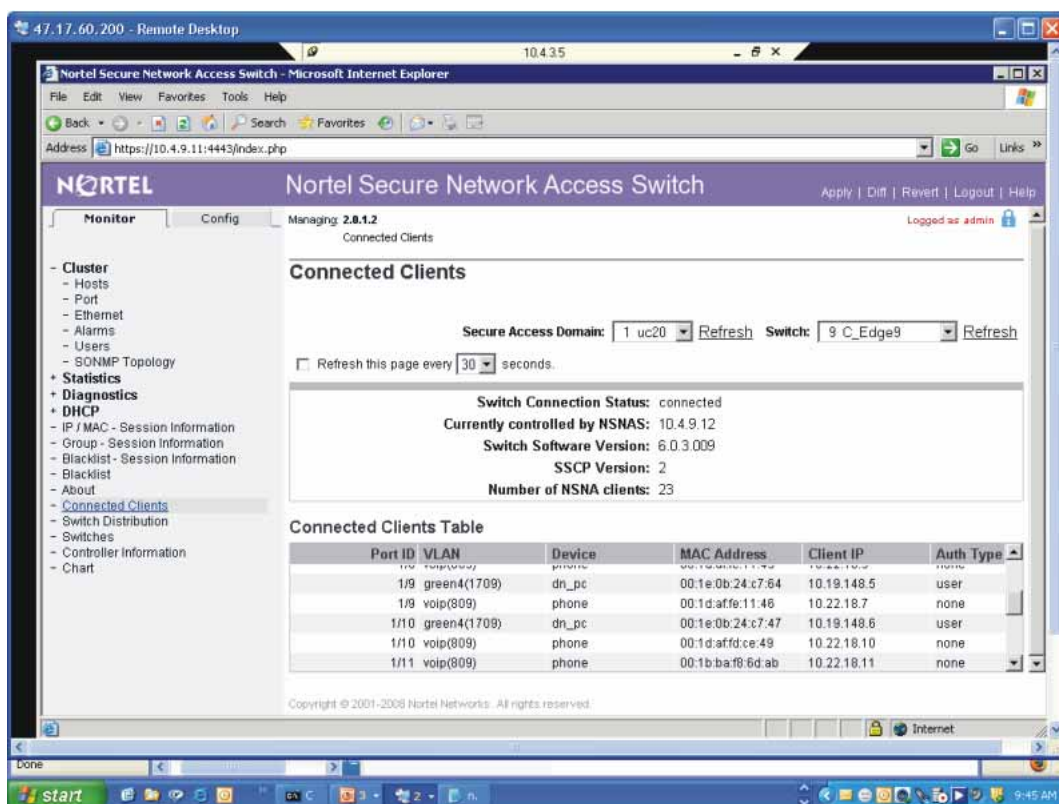 47.17.60.200 - Remote Desktop
10.4.3.5
Nortel Secure Network Access Switch - Microsoft Internet Explorer
File Edit View Favorites Tools Help
Back Search Favorites
Address https://10.4.9.11:4443/index.php Go Links »
NORTEL Nortel Secure Network Access Switch Apply | Diff | Revert | Logout | Help
Monitor Config
Managing: 2.0.1.2 Logged as admin
Connected Clients
- Cluster
- Hosts
- Port
- Ethernet
- Alarms
- Users
- SONMP Topology
+ Statistics
+ Diagnostics
+ DHCP
- IP / MAC - Session Information
- Group - Session Information
- Blacklist - Session Information
- Blacklist
- About
- Connected Clients
- Switch Distribution
- Switches
- Controller Information
- Chart
Connected Clients
Secure Access Domain: 1 uc20 Refresh Switch: 9 C_Edge9 Refresh
Refresh this page every 30 seconds.
Switch Connection Status: connected
Currently controlled by NSNAS: 10.4.9.12
Switch Software Version: 6.0.3.009
SSCP Version: 2
Number of NSNA clients: 23
Connected Clients Table
Port ID VLAN Device MAC Address Client IP Auth Type
1/9 green4(1709) dn_pc 00:1e:0b:24:c7:64 10.19.148.5 user
1/9 voip(809) phone 00:1d:af:fe:11:46 10.22.18.7 none
1/10 green4(1709) dn_pc 00:1e:0b:24:c7:47 10.19.148.6 user
1/10 voip(809) phone 00:1d:af:fd:ce:49 10.22.18.10 none
1/11 voip(809) phone 00:1b:ba:f8:6d:ab 10.22.18.11 none
Copyright © 2001-2008 Nortel Networks. All rights reserved.
Internet
Done
start C 3 2 n. 9:45 AM